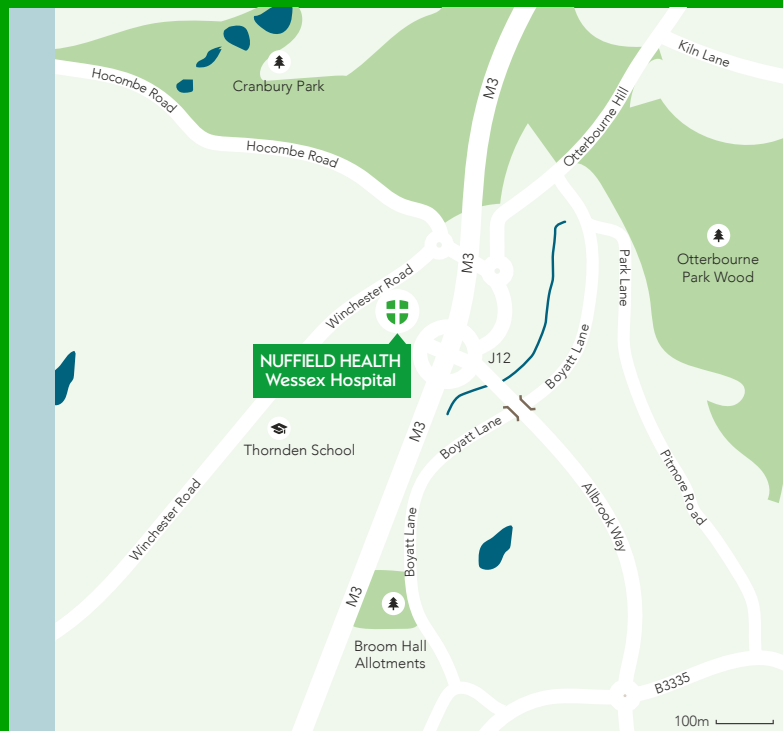 Kiln Lane
Hocombe Road
Cranbury Park
M3
Otterbourne Hill
Hocombe Road
M3
Park Lane
Otterbourne
Park Wood
Winchester Road
NUFFIELD HEALTH
Wessex Hospital
J12
Boyatt Lane
M3
Boyatt Lane
Thornden School
Winchester Road
Pitmore Road
Allbrook Way
Boyatt Lane
M3
Broom Hall
Allotments
B3335
100m